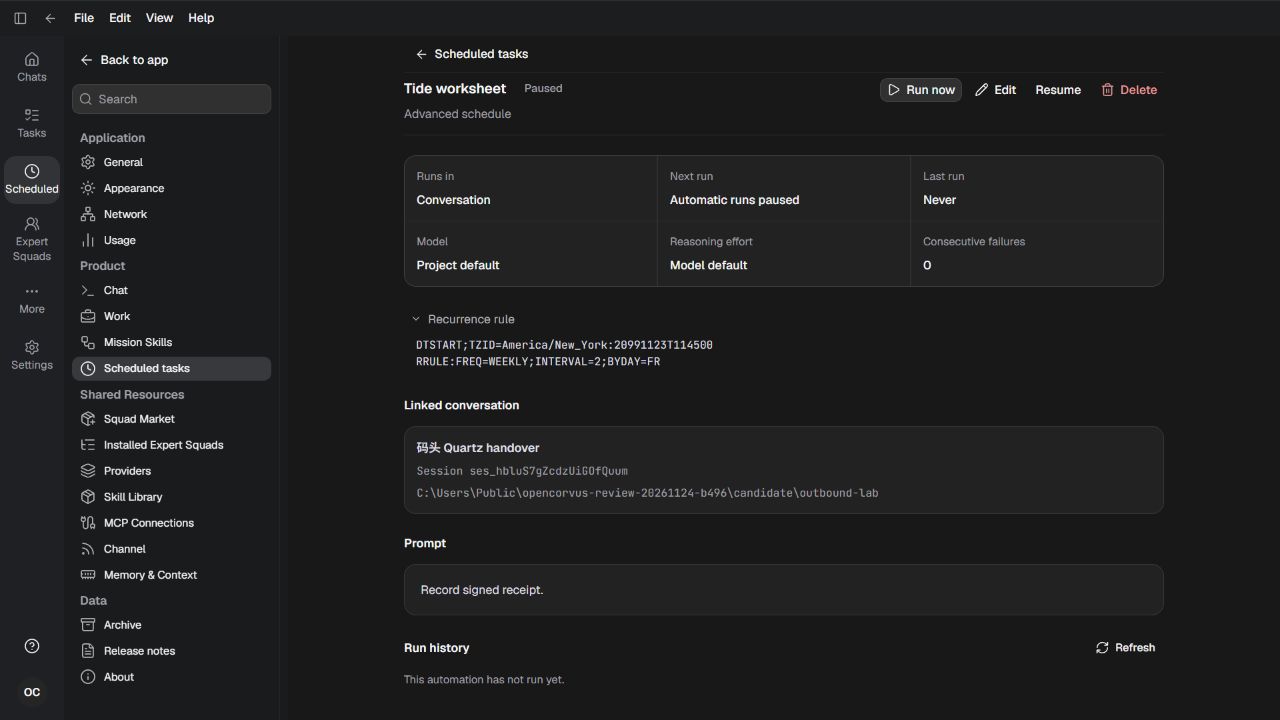 File Edit View Help
Chats
Tasks
Scheduled
Expert
Squads
More
Settings
OC
Back to app
Search
Application
General
Appearance
Network
Usage
Product
Chat
Work
Mission Skills
Scheduled tasks
Shared Resources
Squad Market
Installed Expert Squads
Providers
Skill Library
MCP Connections
Channel
Memory & Context
Data
Archive
Release notes
About
Scheduled tasks
Tide worksheet Paused
Run now Edit Resume Delete
Advanced schedule
Runs in Next run Last run
Conversation Automatic runs paused Never
Model Reasoning effort Consecutive failures
Project default Model default 0
Recurrence rule
DTSTART;TZID=America/New_York:20991123T114500
RRULE:FREQ=WEEKLY;INTERVAL=2;BYDAY=FR
Linked conversation
码头 Quartz handover
Session ses_hbluS7gZcdzUiGOfQuum
C:\Users\Public\opencorvus-review-20261124-b496\candidate\outbound-lab
Prompt
Record signed receipt.
Run history Refresh
This automation has not run yet.